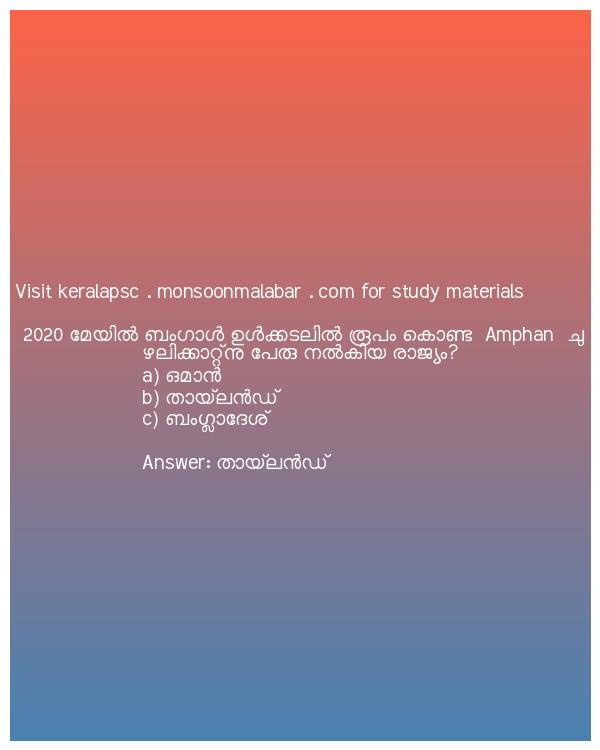 Visit keralapsc . monsoonmalabar . com for study materials
2020 മേയിൽ ബംഗാൾ ഉൾക്കടലിൽ രൂപം കൊണ്ട Amphan ചു
ഴലിക്കാറ്റ്നു പേരു നൽകിയ രാജ്യം?
a) ഒമാൻ
b) തായ്ലൻഡ്
c) ബംഗ്ലാദേശ്
Answer: തായ്ലൻഡ്